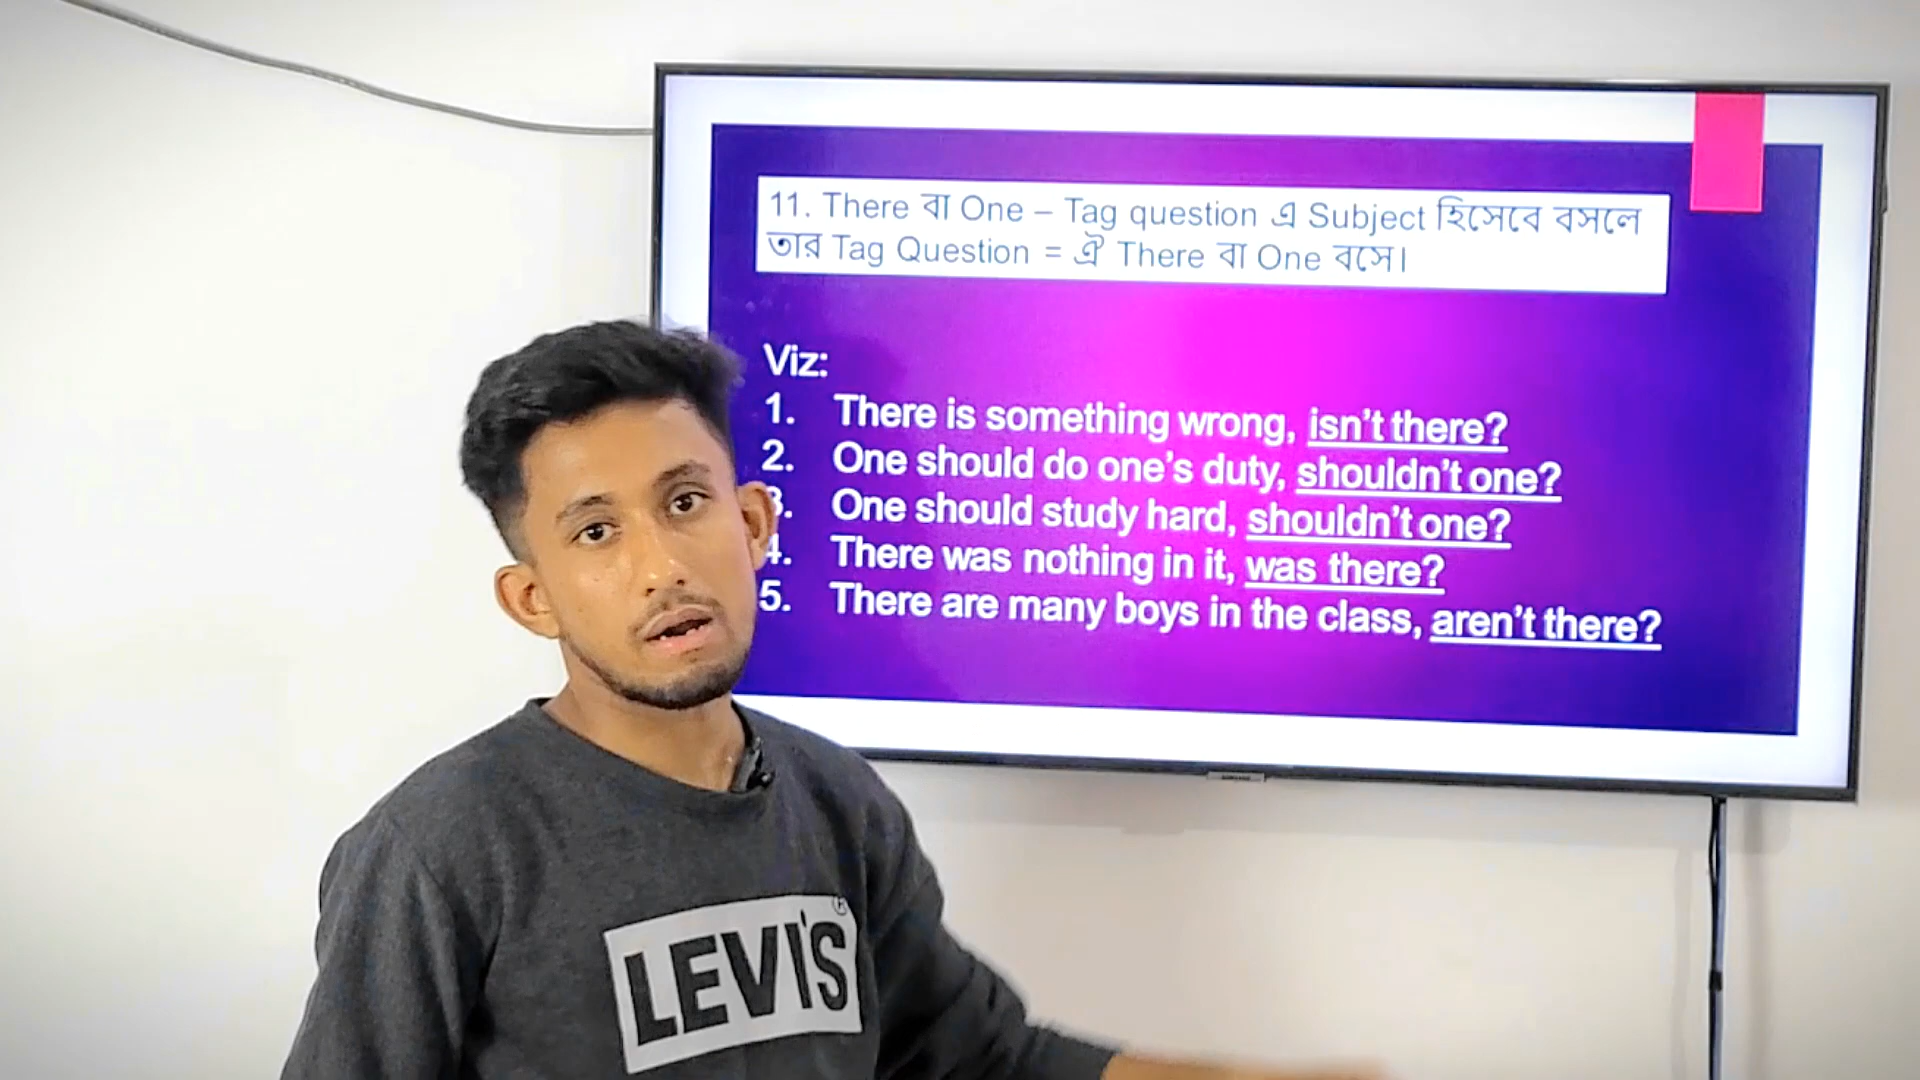 11. There বা One – Tag question এ Subject হিসেবে বসলে
তার Tag Question = ঐ There বা One বসে।
Viz:
1. There is something wrong, isn't there?
2. One should do one's duty, shouldn't one?
3. One should study hard, shouldn't one?
4. There was nothing in it, was there?
5. There are many boys in the class, aren't there?
SAMSUNG
LEVI'S®